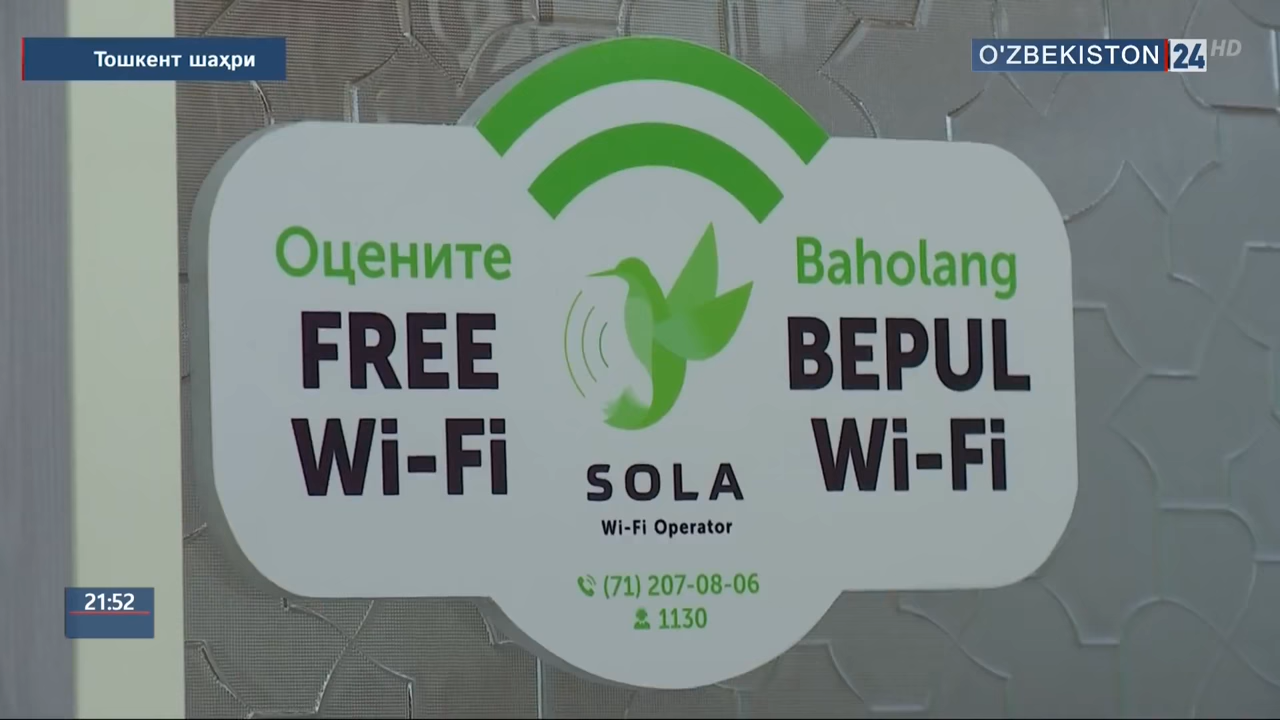 Тошкент шаҳри
O'ZBEKISTON 24 HD
Оцените
FREE
Wi-Fi
Baholang
BEPUL
Wi-Fi
SOLA
Wi-Fi Operator
(71) 207-08-06
1130
21:52